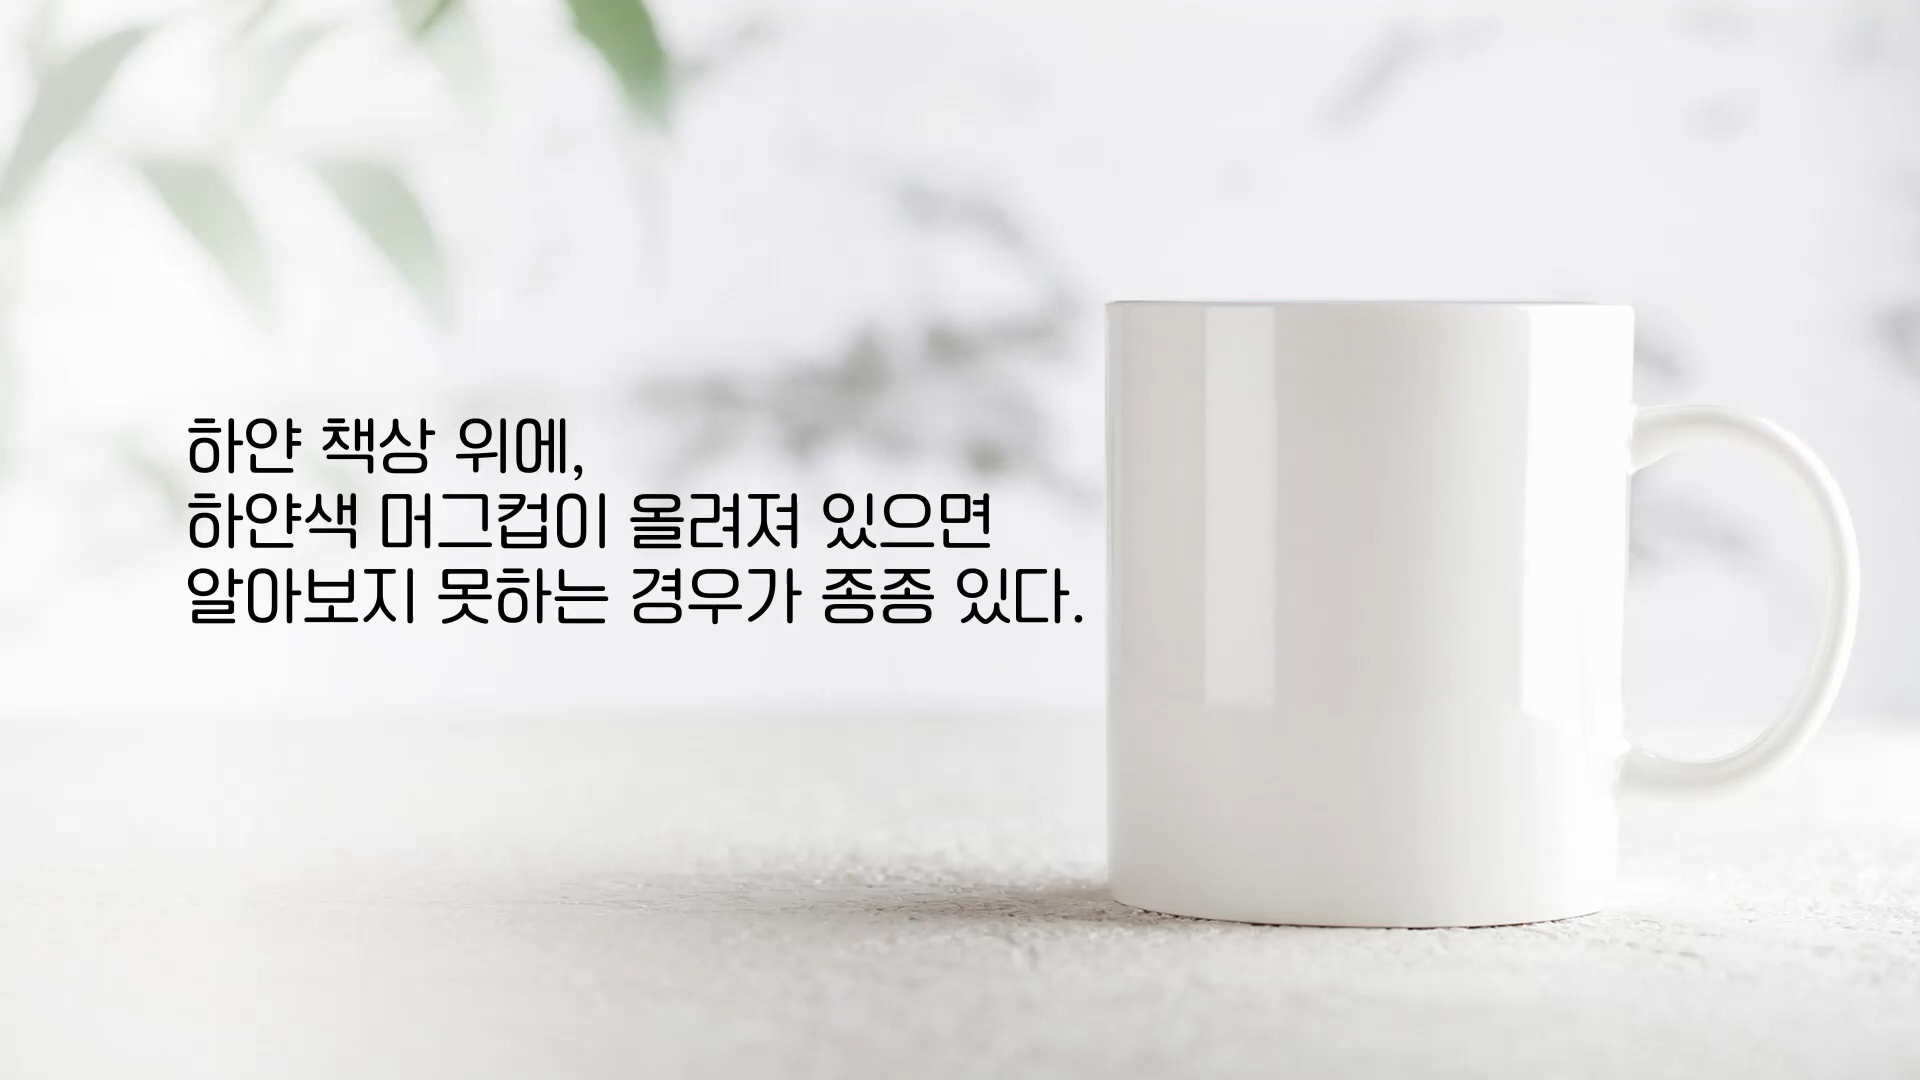 하얀 책상 위에,
하얀색 머그컵이 올려져 있으면
알아보지 못하는 경우가 종종 있다.